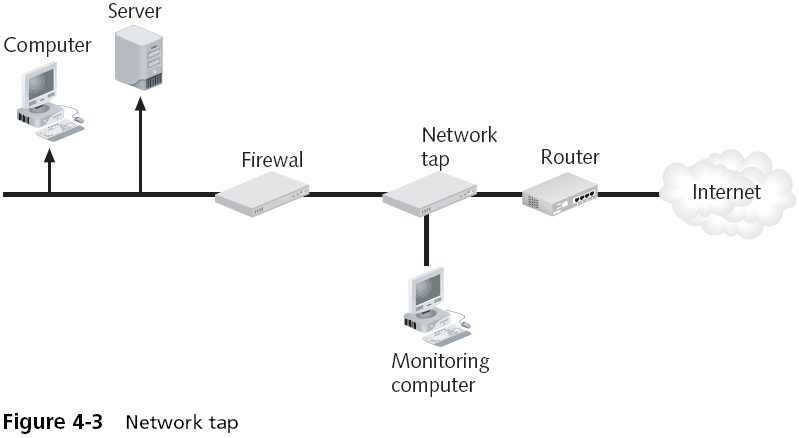 Server
Computer
Firewal
Network
tap
Router
Internet
Monitoring
computer
Figure 4-3 Network tap